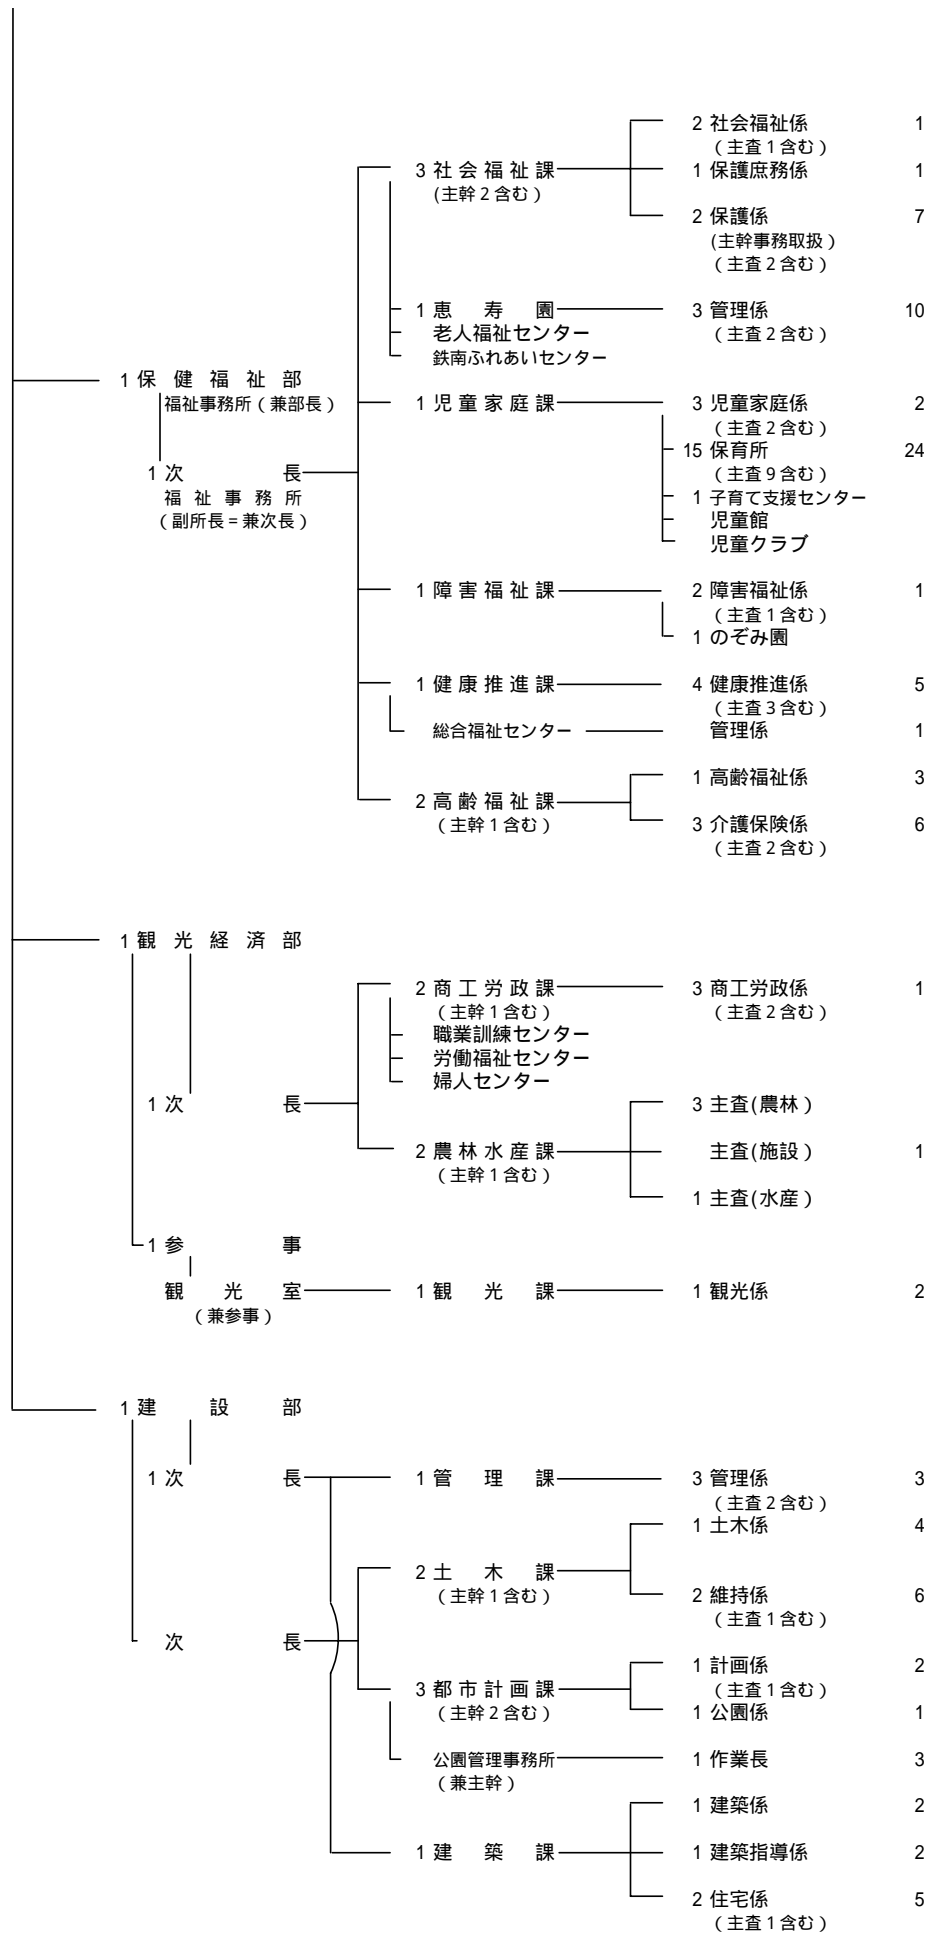 2 社会福祉係 1
（主査１含む）
3 社会福祉課 1 保護庶務係 1
(主幹２含む）
2 保護係 7
(主幹事務取扱）
（主査２含む）
1 恵寿園 3 管理係 10
老人福祉センター （主査２含む）
鉄南ふれあいセンター
1 保健福祉部
福祉事務所（兼部長） 1 児童家庭課 3 児童家庭係 2
（主査２含む）
15 保育所 24
1 次長 （主査９含む）
福祉事務所 1 子育て支援センター
（副所長＝兼次長） 児童館
児童クラブ
1 障害福祉課 2 障害福祉係 1
（主査１含む）
1 のぞみ園
1 健康推進課 4 健康推進係 5
（主査３含む）
総合福祉センター 管理係 1
1 高齢福祉係 3
2 高齢福祉課
（主幹１含む） 3 介護保険係 6
（主査２含む）
1 観光経済部
2 商工労政課 3 商工労政係 1
（主幹１含む） （主査２含む）
職業訓練センター
労働福祉センター
婦人センター
1 次長 3 主査(農林）
2 農林水産課 主査(施設） 1
（主幹１含む）
1 主査(水産）
1 参事
観光室 1 観光課 1 観光係 2
（兼参事）
1 建設部
1 次長 1 管理課 3 管理係 3
（主査２含む）
1 土木係 4
2 土木課
（主幹１含む） 2 維持係 6
（主査１含む）
次長
1 計画係 2
3 都市計画課 （主査１含む）
（主幹２含む） 1 公園係 1
公園管理事務所 1 作業長 3
（兼主幹）
1 建築係 2
1 建築課 1 建築指導係 2
2 住宅係 5
（主査１含む）